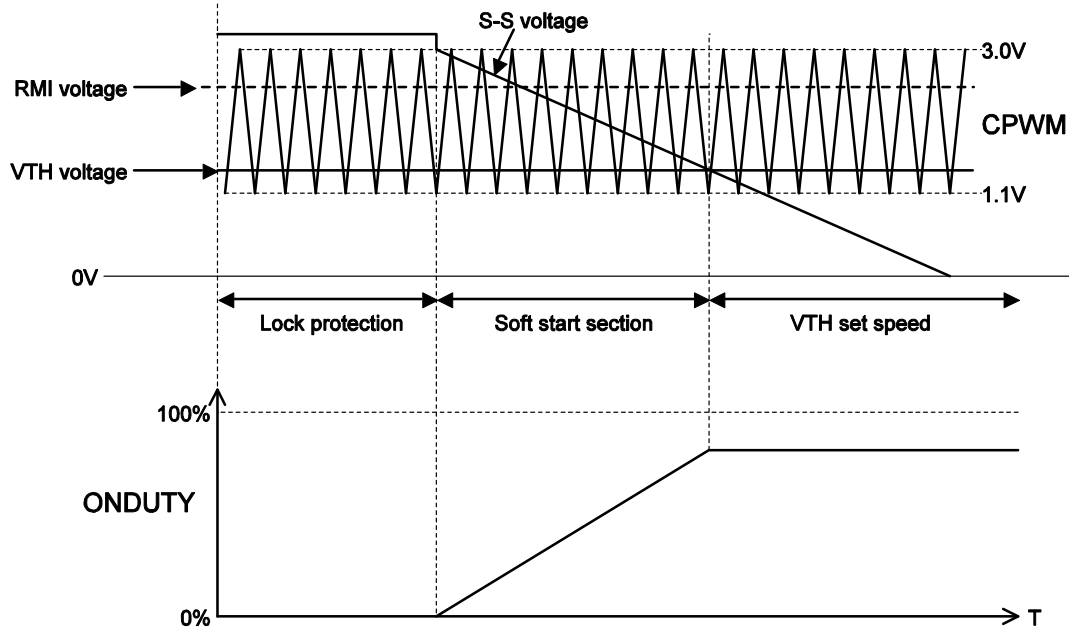 S-S voltage
3.0V
RMI voltage
CPWM
VTH voltage
1.1V
0V
Lock protection
Soft start section
VTH set speed
100%
ONDUTY
0%
T